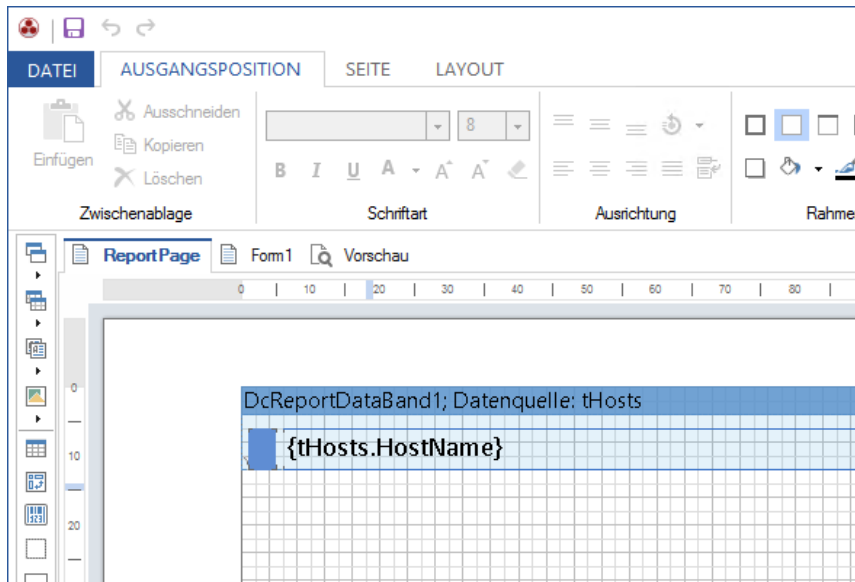 DATEI AUSGANGSPOSITION SEITE LAYOUT
Einfügen
Ausschneiden
Kopieren
Löschen
8
B I U A A A
Zwischenablage Schriftart Ausrichtung Rahme
ReportPage Form1 Vorschau
0 10 20 30 40 50 60 70 80
0
DcReportDataBand1; Datenquelle: tHosts
{tHosts.HostName}
10
20